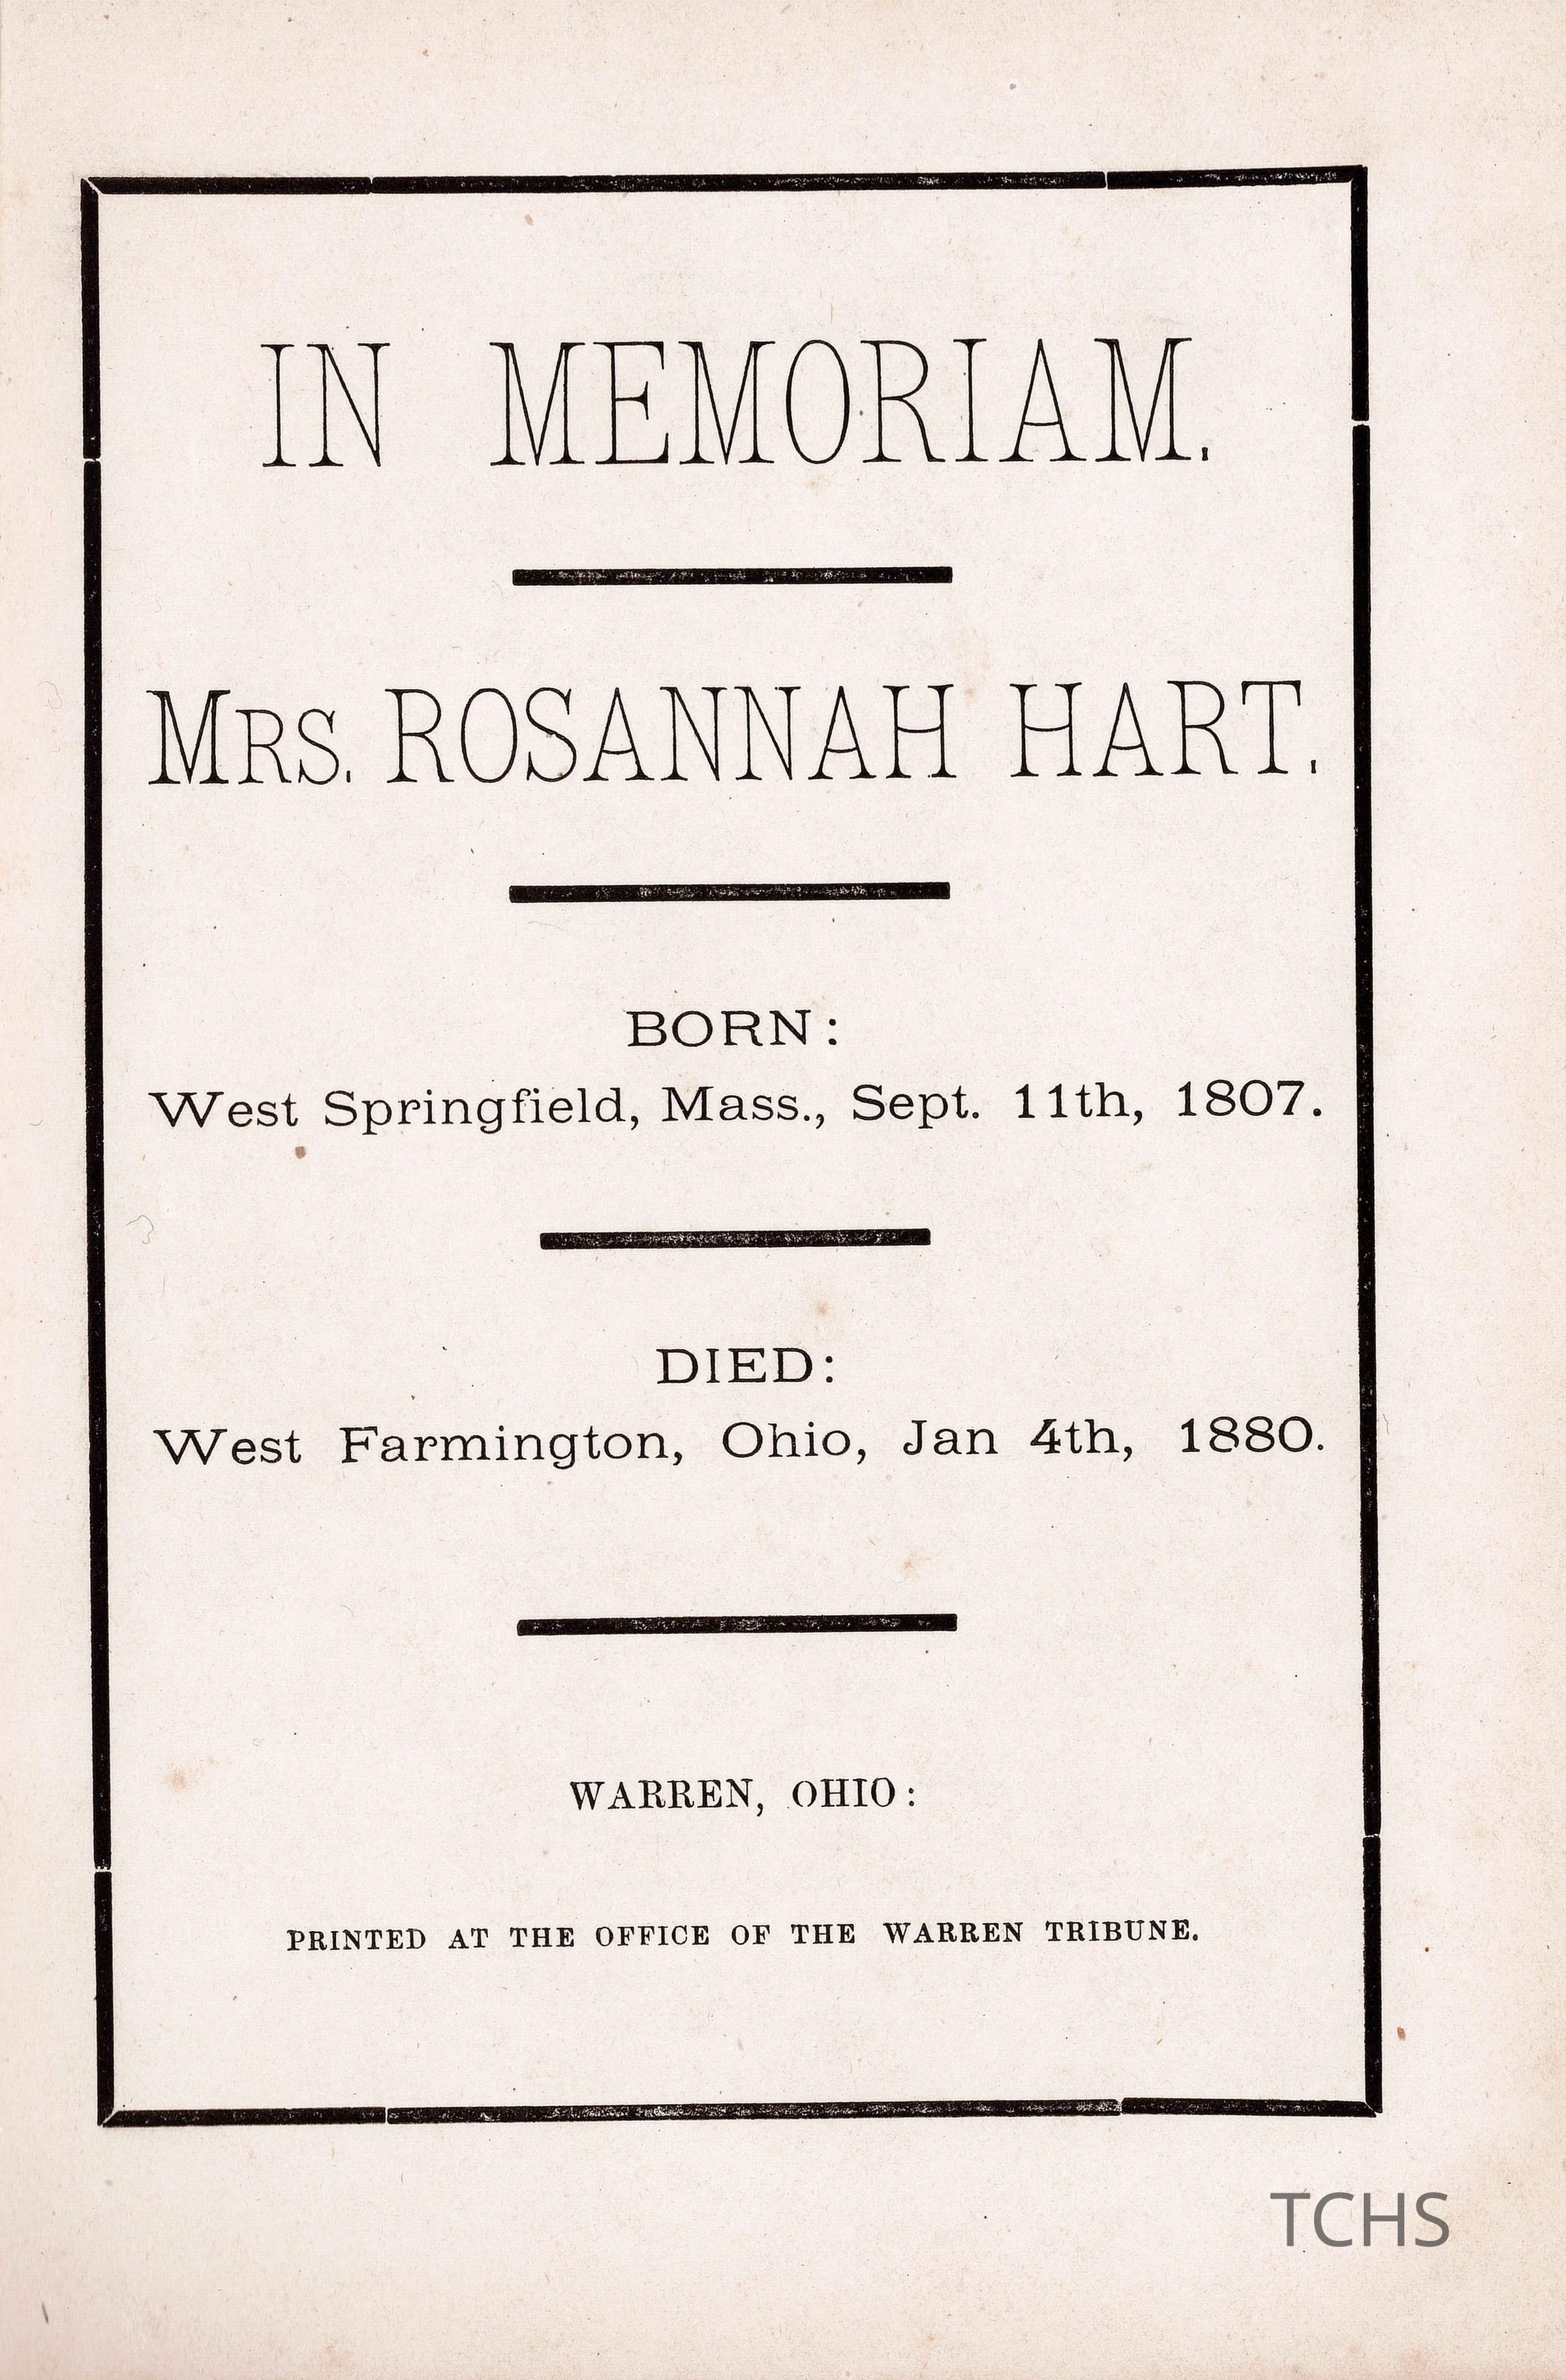 IN MEMORIAM.
MRS. ROSANNAH HART.
BORN:
West Springfield, Mass., Sept. 11th, 1807.
DIED:
West Farmington, Ohio, Jan 4th, 1880.
WARREN, OHIO:
PRINTED AT THE OFFICE OF THE WARREN TRIBUNE.
TCHS